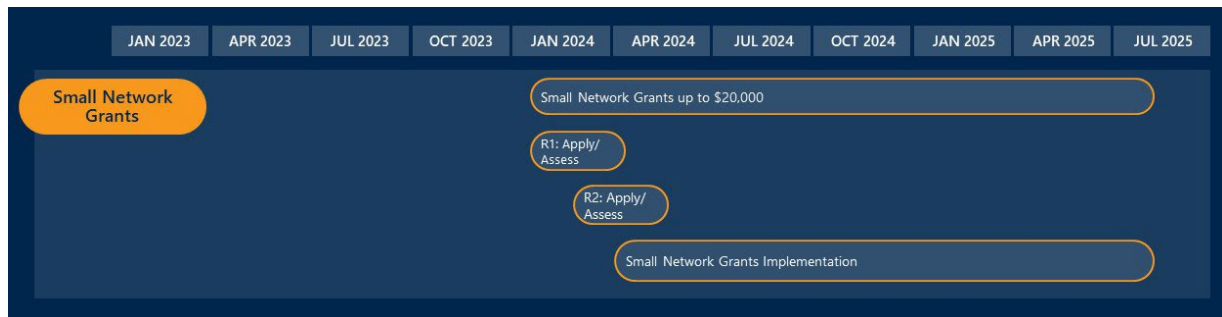 JAN 2023 APR 2023 JUL 2023 OCT 2023 JAN 2024 APR 2024 JUL 2024 OCT 2024 JAN 2025 APR 2025 JUL 2025
Small Network
Grants
Small Network Grants up to $20,000
R1: Apply/
Assess
R2: Apply/
Assess
Small Network Grants Implementation